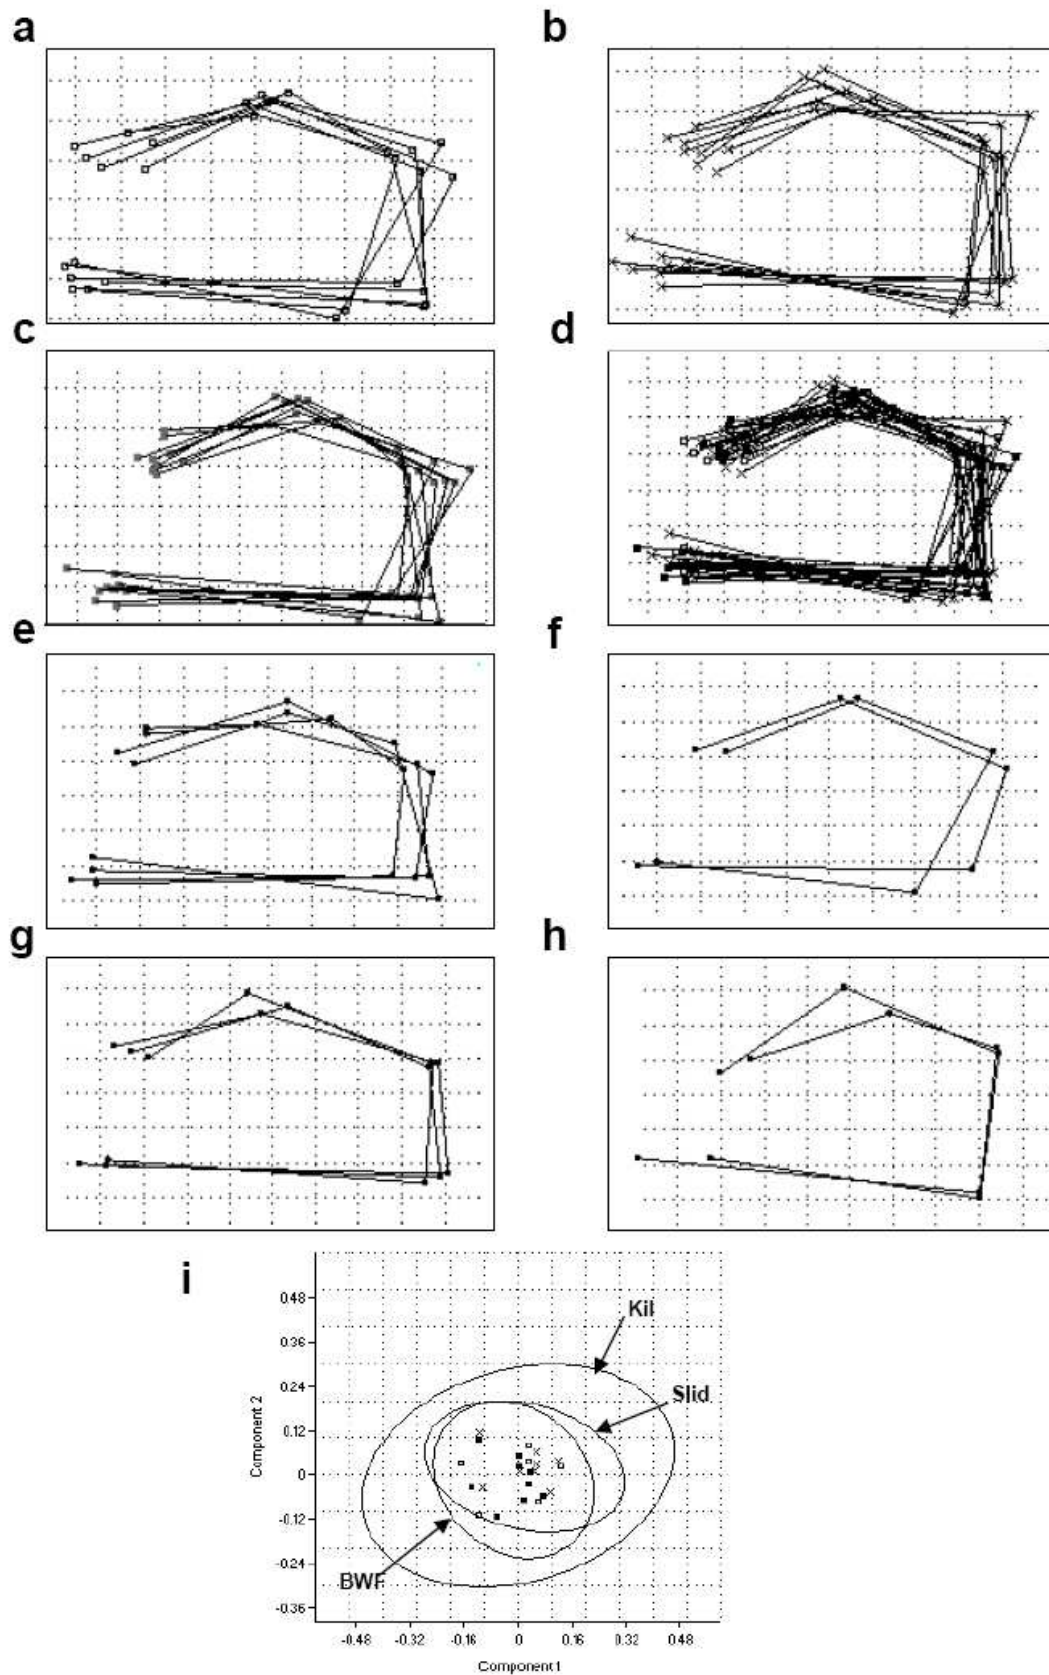 a
b
c
d
e
f
g
h
i
Kil
Slid
BWF
Component 2
0.48
0.36
0.24
0.12
0
-0.12
-0.24
-0.36
-0.48 -0.32 -0.16 0 0.16 0.32 0.48
Component 1